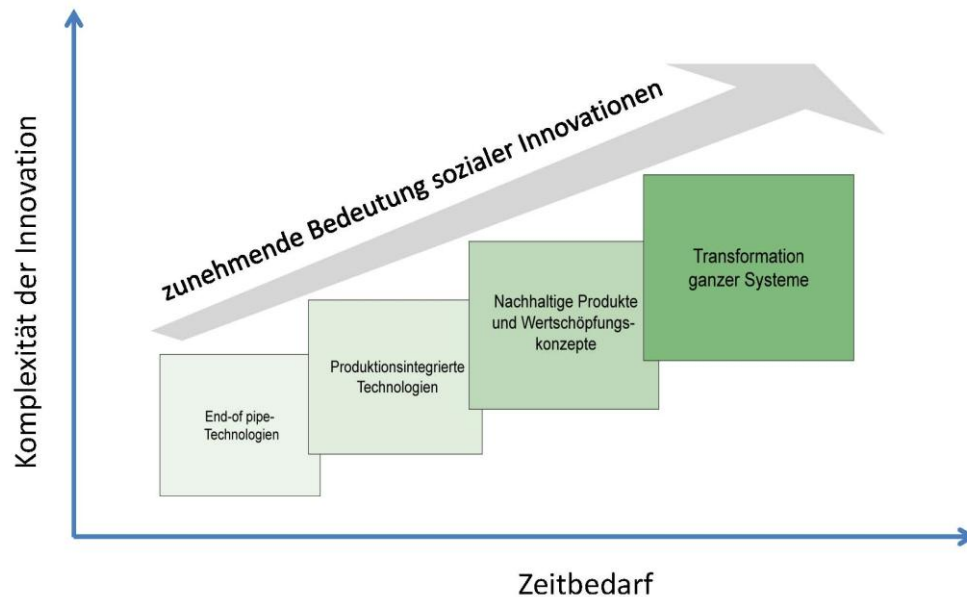 Komplexität der Innovation
zunehmende Bedeutung sozialer Innovationen
Transformation
ganzer Systeme
Nachhaltige Produkte
und Wertschöpfungs-
konzepte
Produktionsintegrierte
Technologien
End-of pipe-
Technologien
Zeitbedarf